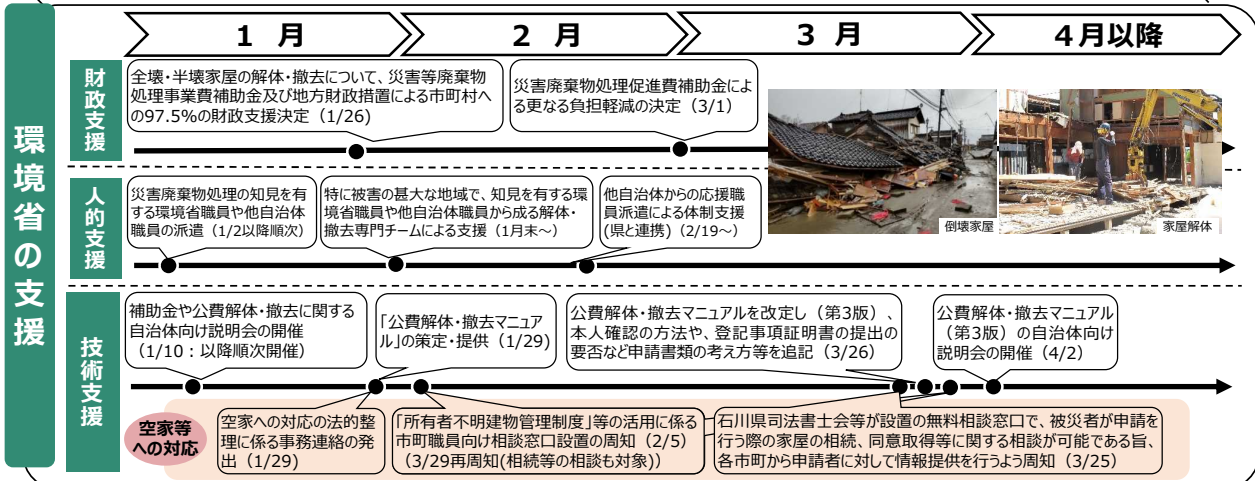 環境省の支援
1 月
2 月
3 月
４月以降
財政支援
全壊・半壊家屋の解体・撤去について、災害等廃棄物
処理事業費補助金及び地方財政措置による市町村へ
の97.5%の財政支援決定（1/26）
災害廃棄物処理促進費補助金によ
る更なる負担軽減の決定（3/1）
倒壊家屋
家屋解体
人的支援
災害廃棄物処理の知見を有
する環境省職員や他自治体
職員の派遣（1/2以降順次）
特に被害の甚大な地域で、知見を有する環
境省職員や他自治体職員から成る解体・
撤去専門チームによる支援（1月末～）
他自治体からの応援職
員派遣による体制支援
(県と連携)（2/19～）
技術支援
補助金や公費解体・撤去に関する
自治体向け説明会の開催
（1/10：以降順次開催）
「公費解体・撤去マニュア
ル」の策定・提供（1/29）
公費解体・撤去マニュアルを改定し（第3版）、
本人確認の方法や、登記事項証明書の提出の
要否など申請書類の考え方等を追記（3/26）
公費解体・撤去マニュアル
（第3版）の自治体向け
説明会の開催（4/2）
空家等
への対応
空家への対応の法的整
理に係る事務連絡の発
出（1/29）
「所有者不明建物管理制度」等の活用に係る
市町職員向け相談窓口設置の周知（2/5）
（3/29再周知(相続等の相談も対象)）
石川県司法書士会等が設置の無料相談窓口で、被災者が申請を
行う際の家屋の相続、同意取得等に関する相談が可能である旨、
各市町から申請者に対して情報提供を行うよう周知（3/25）